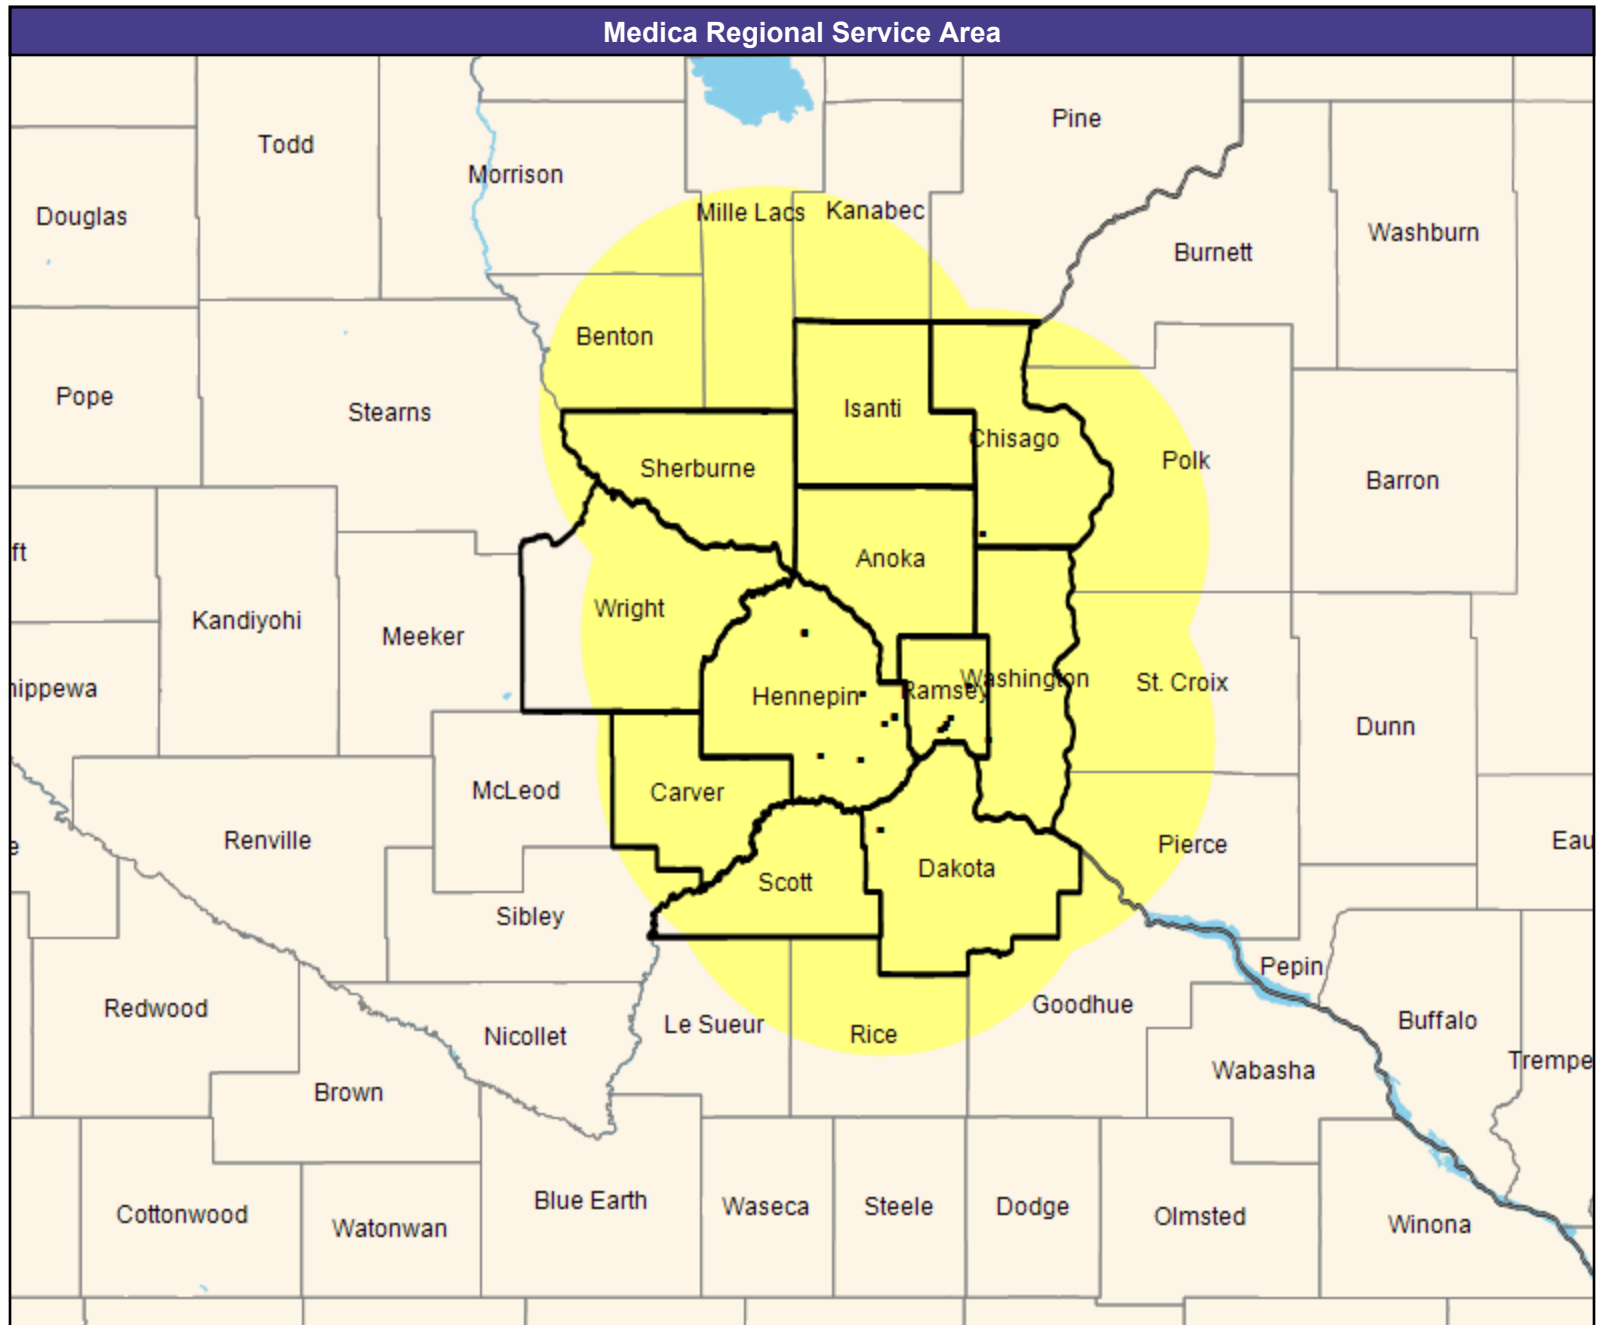 Medica Regional Service Area
Pine
Todd
Morrison
Douglas
Mille Lacs
Kanabec
Washburn
Burnett
Benton
Pope
Stearns
Isanti
Chisago
Polk
Sherburne
Barron
ft
Anoka
Wright
Kandiyohi
Meeker
hippewa
Hennepin
Ramsey
Washington
St. Croix
Dunn
McLeod
Carver
Renville
e
Pierce
Eau
Scott
Dakota
Sibley
Pepin
Redwood
Goodhue
Nicollet
Le Sueur
Rice
Buffalo
Trempe
Wabasha
Brown
Blue Earth
Waseca
Steele
Dodge
Cottonwood
Olmsted
Watonwan
Winona